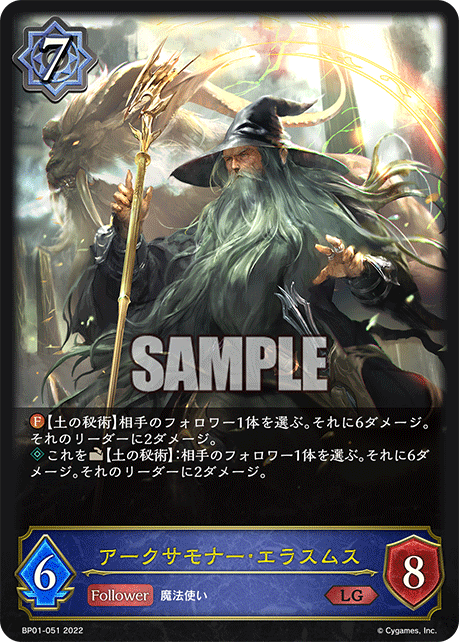 7
SAMPLE
F【土の秘術】相手のフォロワー1体を選ぶ。それに6ダメージ。
それのリーダーに2ダメージ。
これを【土の秘術】:相手のフォロワー1体を選ぶ。それに6ダ
メージ。それのリーダーに2ダメージ。
アークサモナー・エラスムス
6
Follower 魔法使い LG
8
BP01-051 2022 © Cygames, Inc.